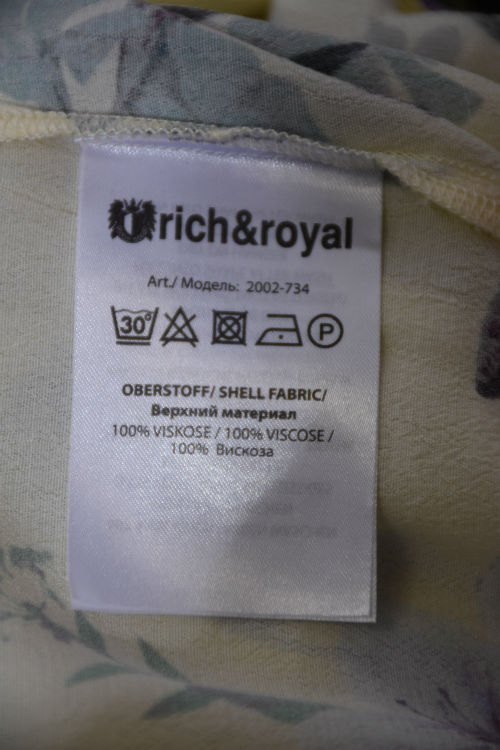 rich&royal
Art./ Модель: 2002-734
30° P
OBERSTOFF/ SHELL FABRIC/
Верхний материал
100% VISKOSE / 100% VISCOSE /
100% Вискоза